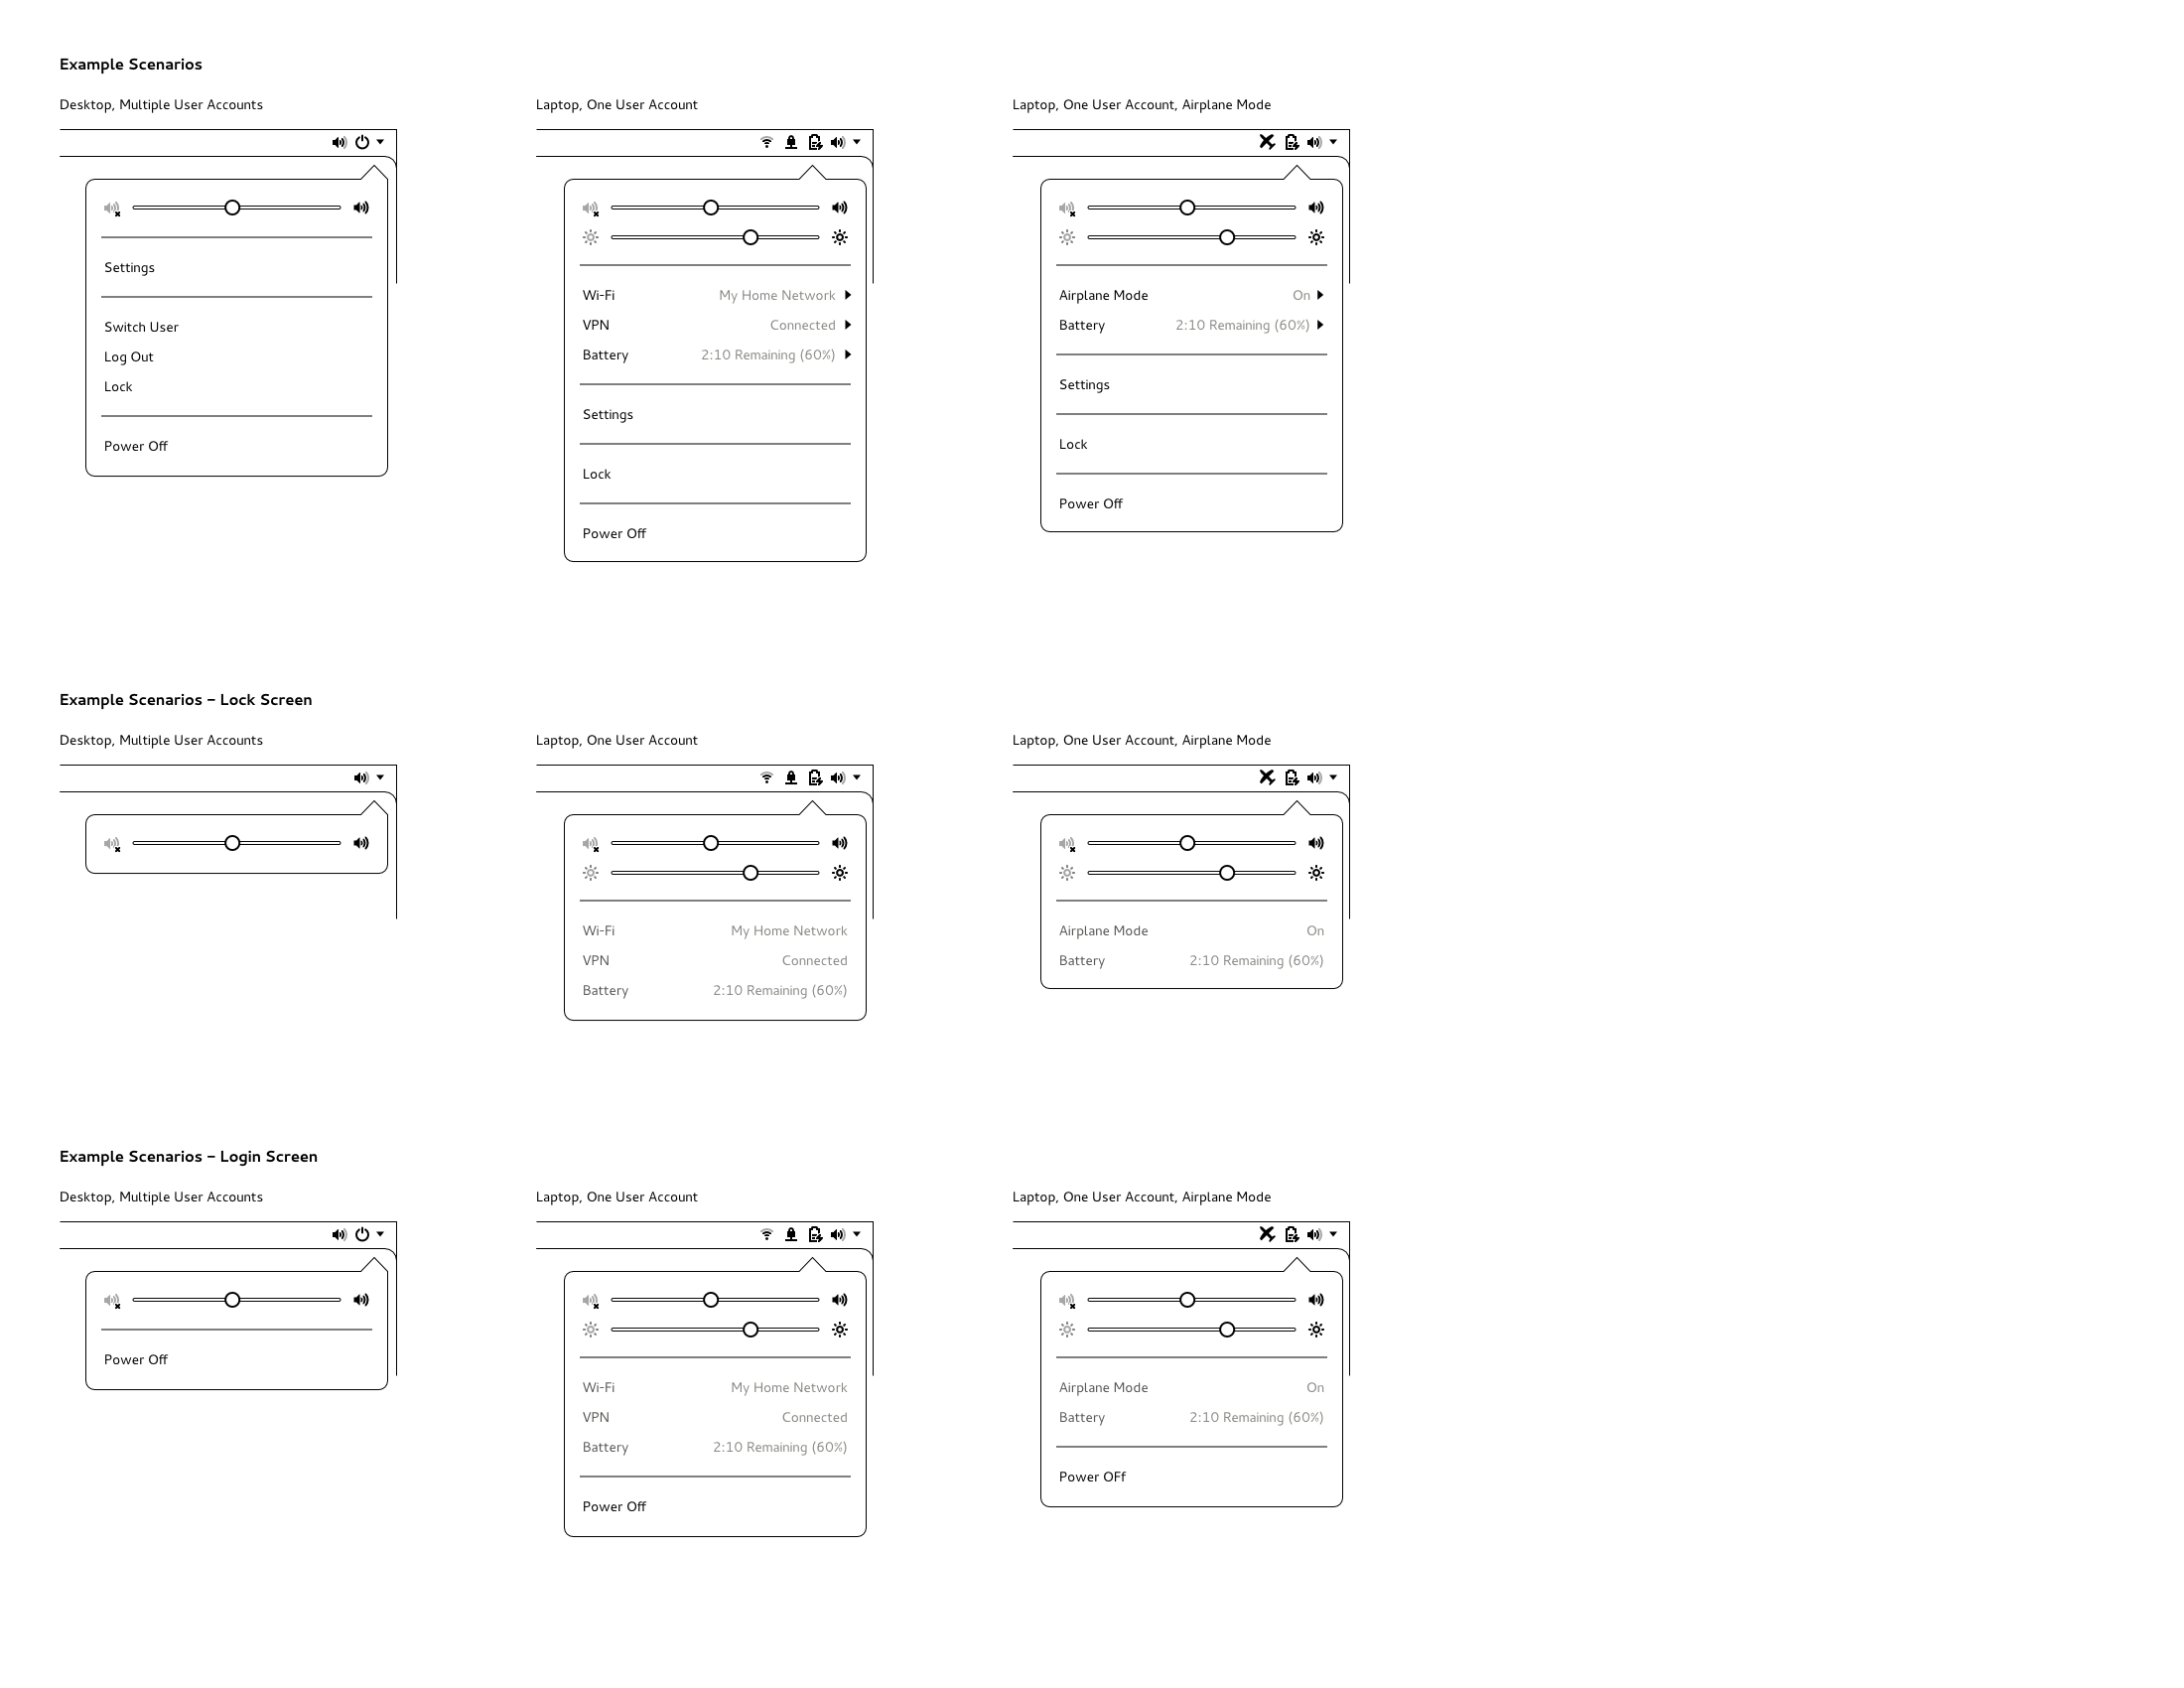 Example Scenarios
Desktop, Multiple User Accounts
Settings
Switch User
Log Out
Lock
Power Off
Laptop, One User Account
Wi-Fi My Home Network
VPN Connected
Battery 2:10 Remaining (60%)
Settings
Lock
Power Off
Laptop, One User Account, Airplane Mode
Airplane Mode On
Battery 2:10 Remaining (60%)
Settings
Lock
Power Off
Example Scenarios – Lock Screen
Desktop, Multiple User Accounts
Laptop, One User Account
Wi-Fi My Home Network
VPN Connected
Battery 2:10 Remaining (60%)
Laptop, One User Account, Airplane Mode
Airplane Mode On
Battery 2:10 Remaining (60%)
Example Scenarios – Login Screen
Desktop, Multiple User Accounts
Power Off
Laptop, One User Account
Wi-Fi My Home Network
VPN Connected
Battery 2:10 Remaining (60%)
Power Off
Laptop, One User Account, Airplane Mode
Airplane Mode On
Battery 2:10 Remaining (60%)
Power OFf